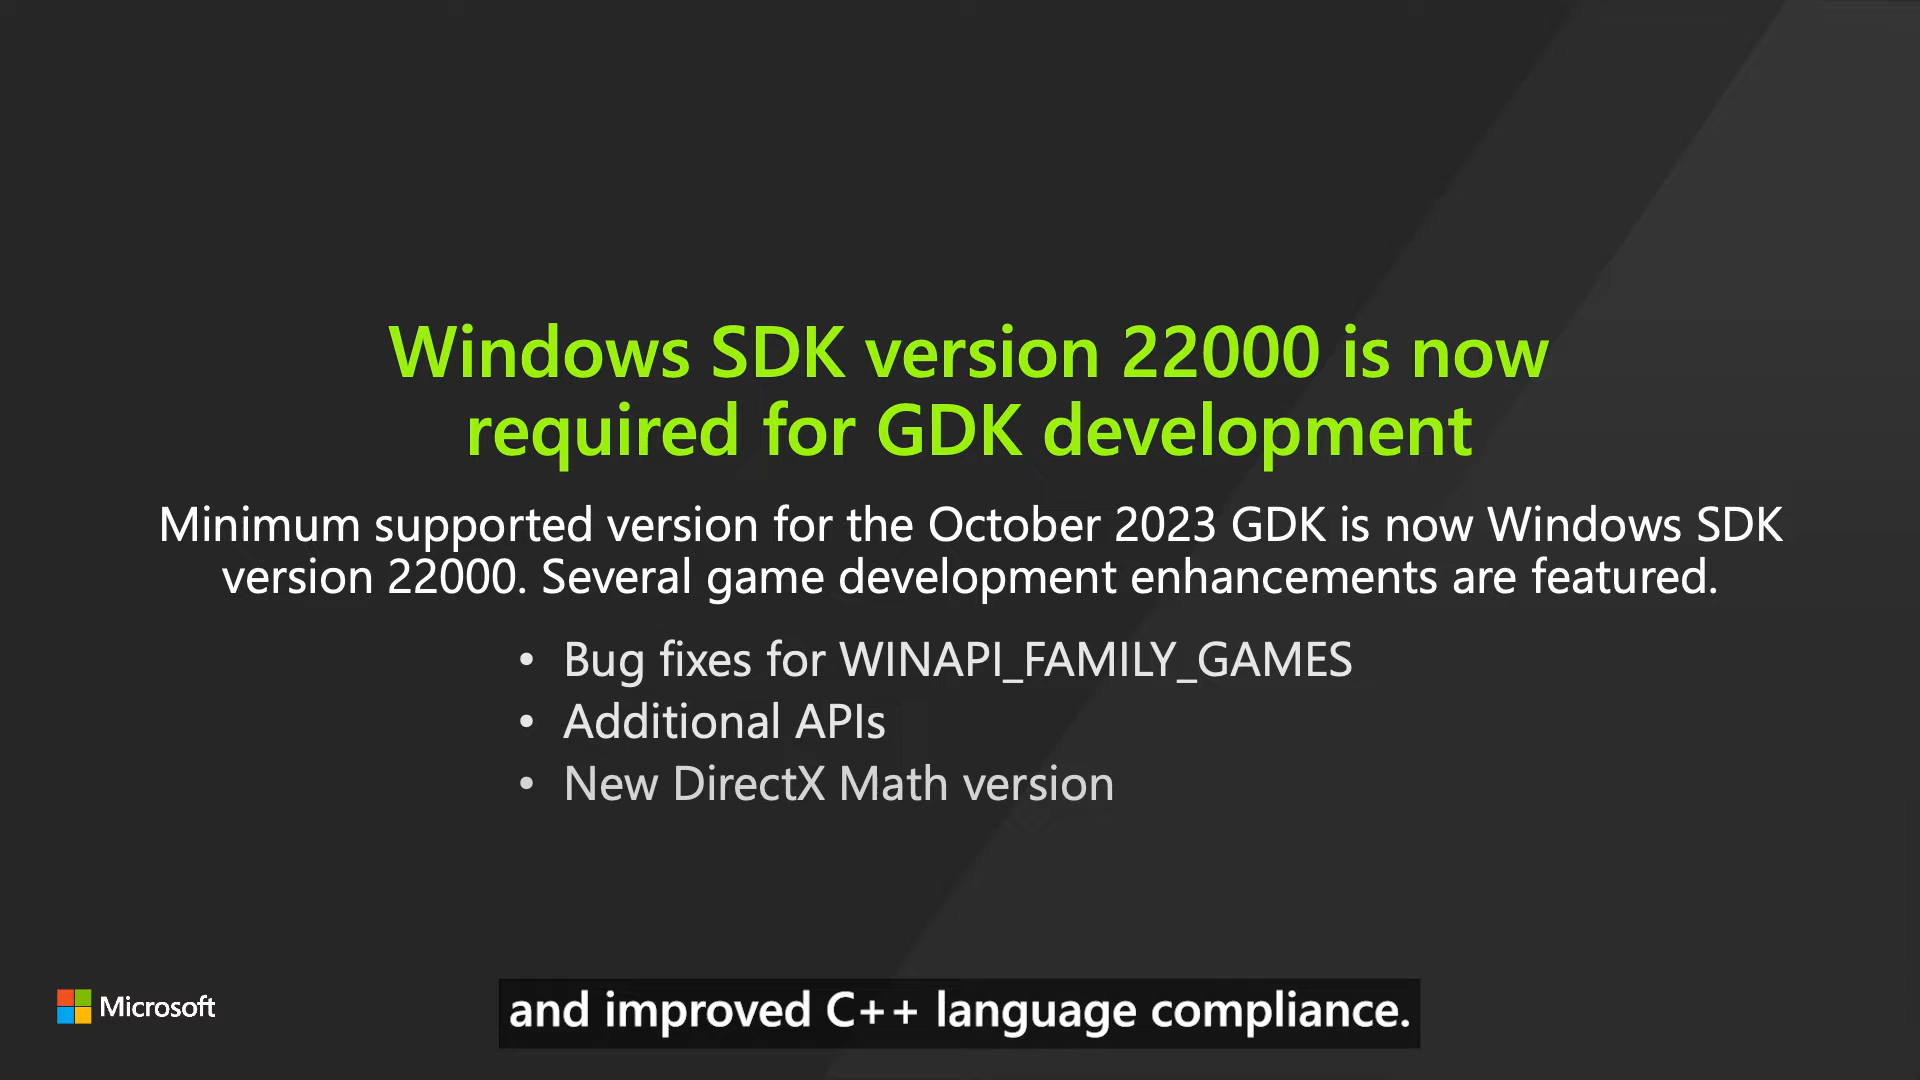 Windows SDK version 22000 is now
required for GDK development
Minimum supported version for the October 2023 GDK is now Windows SDK
version 22000. Several game development enhancements are featured.
• Bug fixes for WINAPI_FAMILY_GAMES
• Additional APIs
• New DirectX Math version
Microsoft
and improved C++ language compliance.